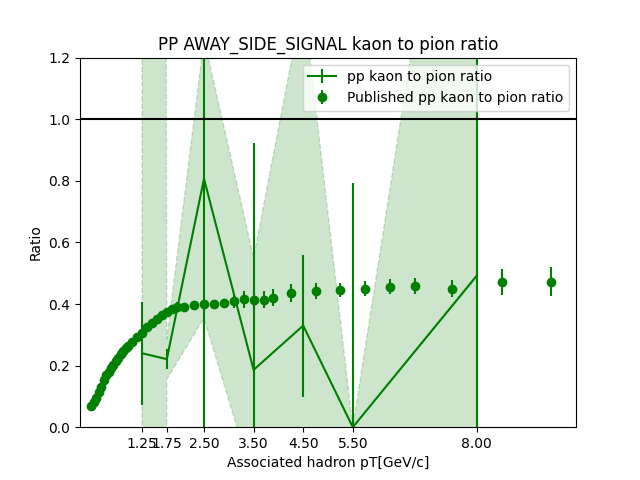 PP AWAY_SIDE_SIGNAL kaon to pion ratio
pp kaon to pion ratio
Published pp kaon to pion ratio
Ratio
1.2
1.0
0.8
0.6
0.4
0.2
0.0
1.25 1.75 2.50 3.50 4.50 5.50 8.00
Associated hadron pT[GeV/c]